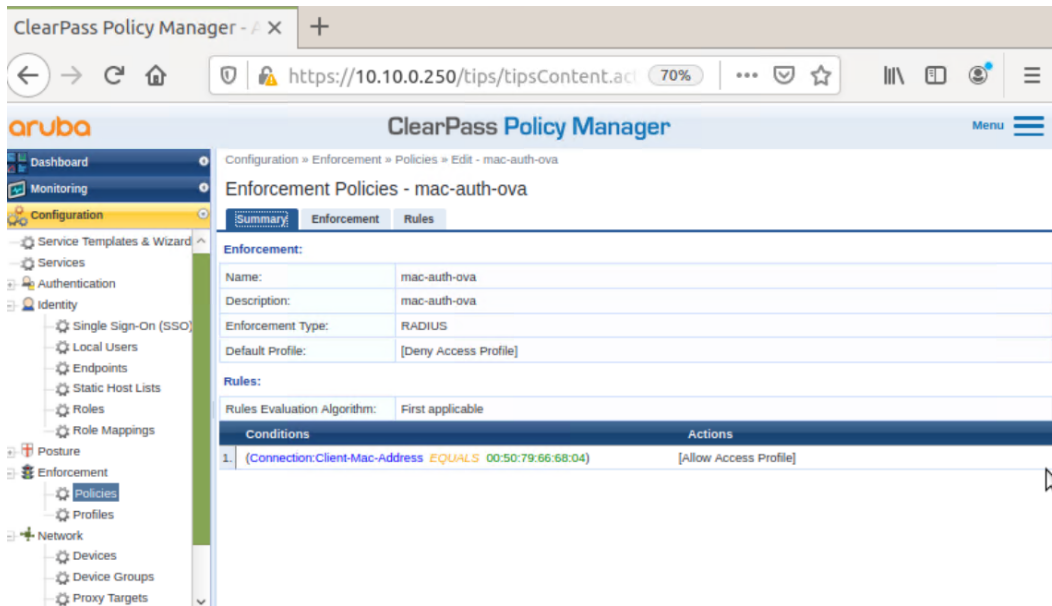 ClearPass Policy Manager - A
https://10.10.0.250/tips/tipsContent.act 70%
aruba
ClearPass Policy Manager
Menu
Dashboard
Monitoring
Configuration
Service Templates & Wizard
Services
Authentication
Identity
Single Sign-On (SSO)
Local Users
Endpoints
Static Host Lists
Roles
Role Mappings
Posture
Enforcement
Policies
Profiles
Network
Devices
Device Groups
Proxy Targets
Configuration » Enforcement » Policies » Edit - mac-auth-ova
Enforcement Policies - mac-auth-ova
Summary Enforcement Rules
Enforcement:
Name: mac-auth-ova
Description: mac-auth-ova
Enforcement Type: RADIUS
Default Profile: [Deny Access Profile]
Rules:
Rules Evaluation Algorithm: First applicable
Conditions Actions
1. (Connection:Client-Mac-Address EQUALS 00:50:79:66:68:04) [Allow Access Profile]